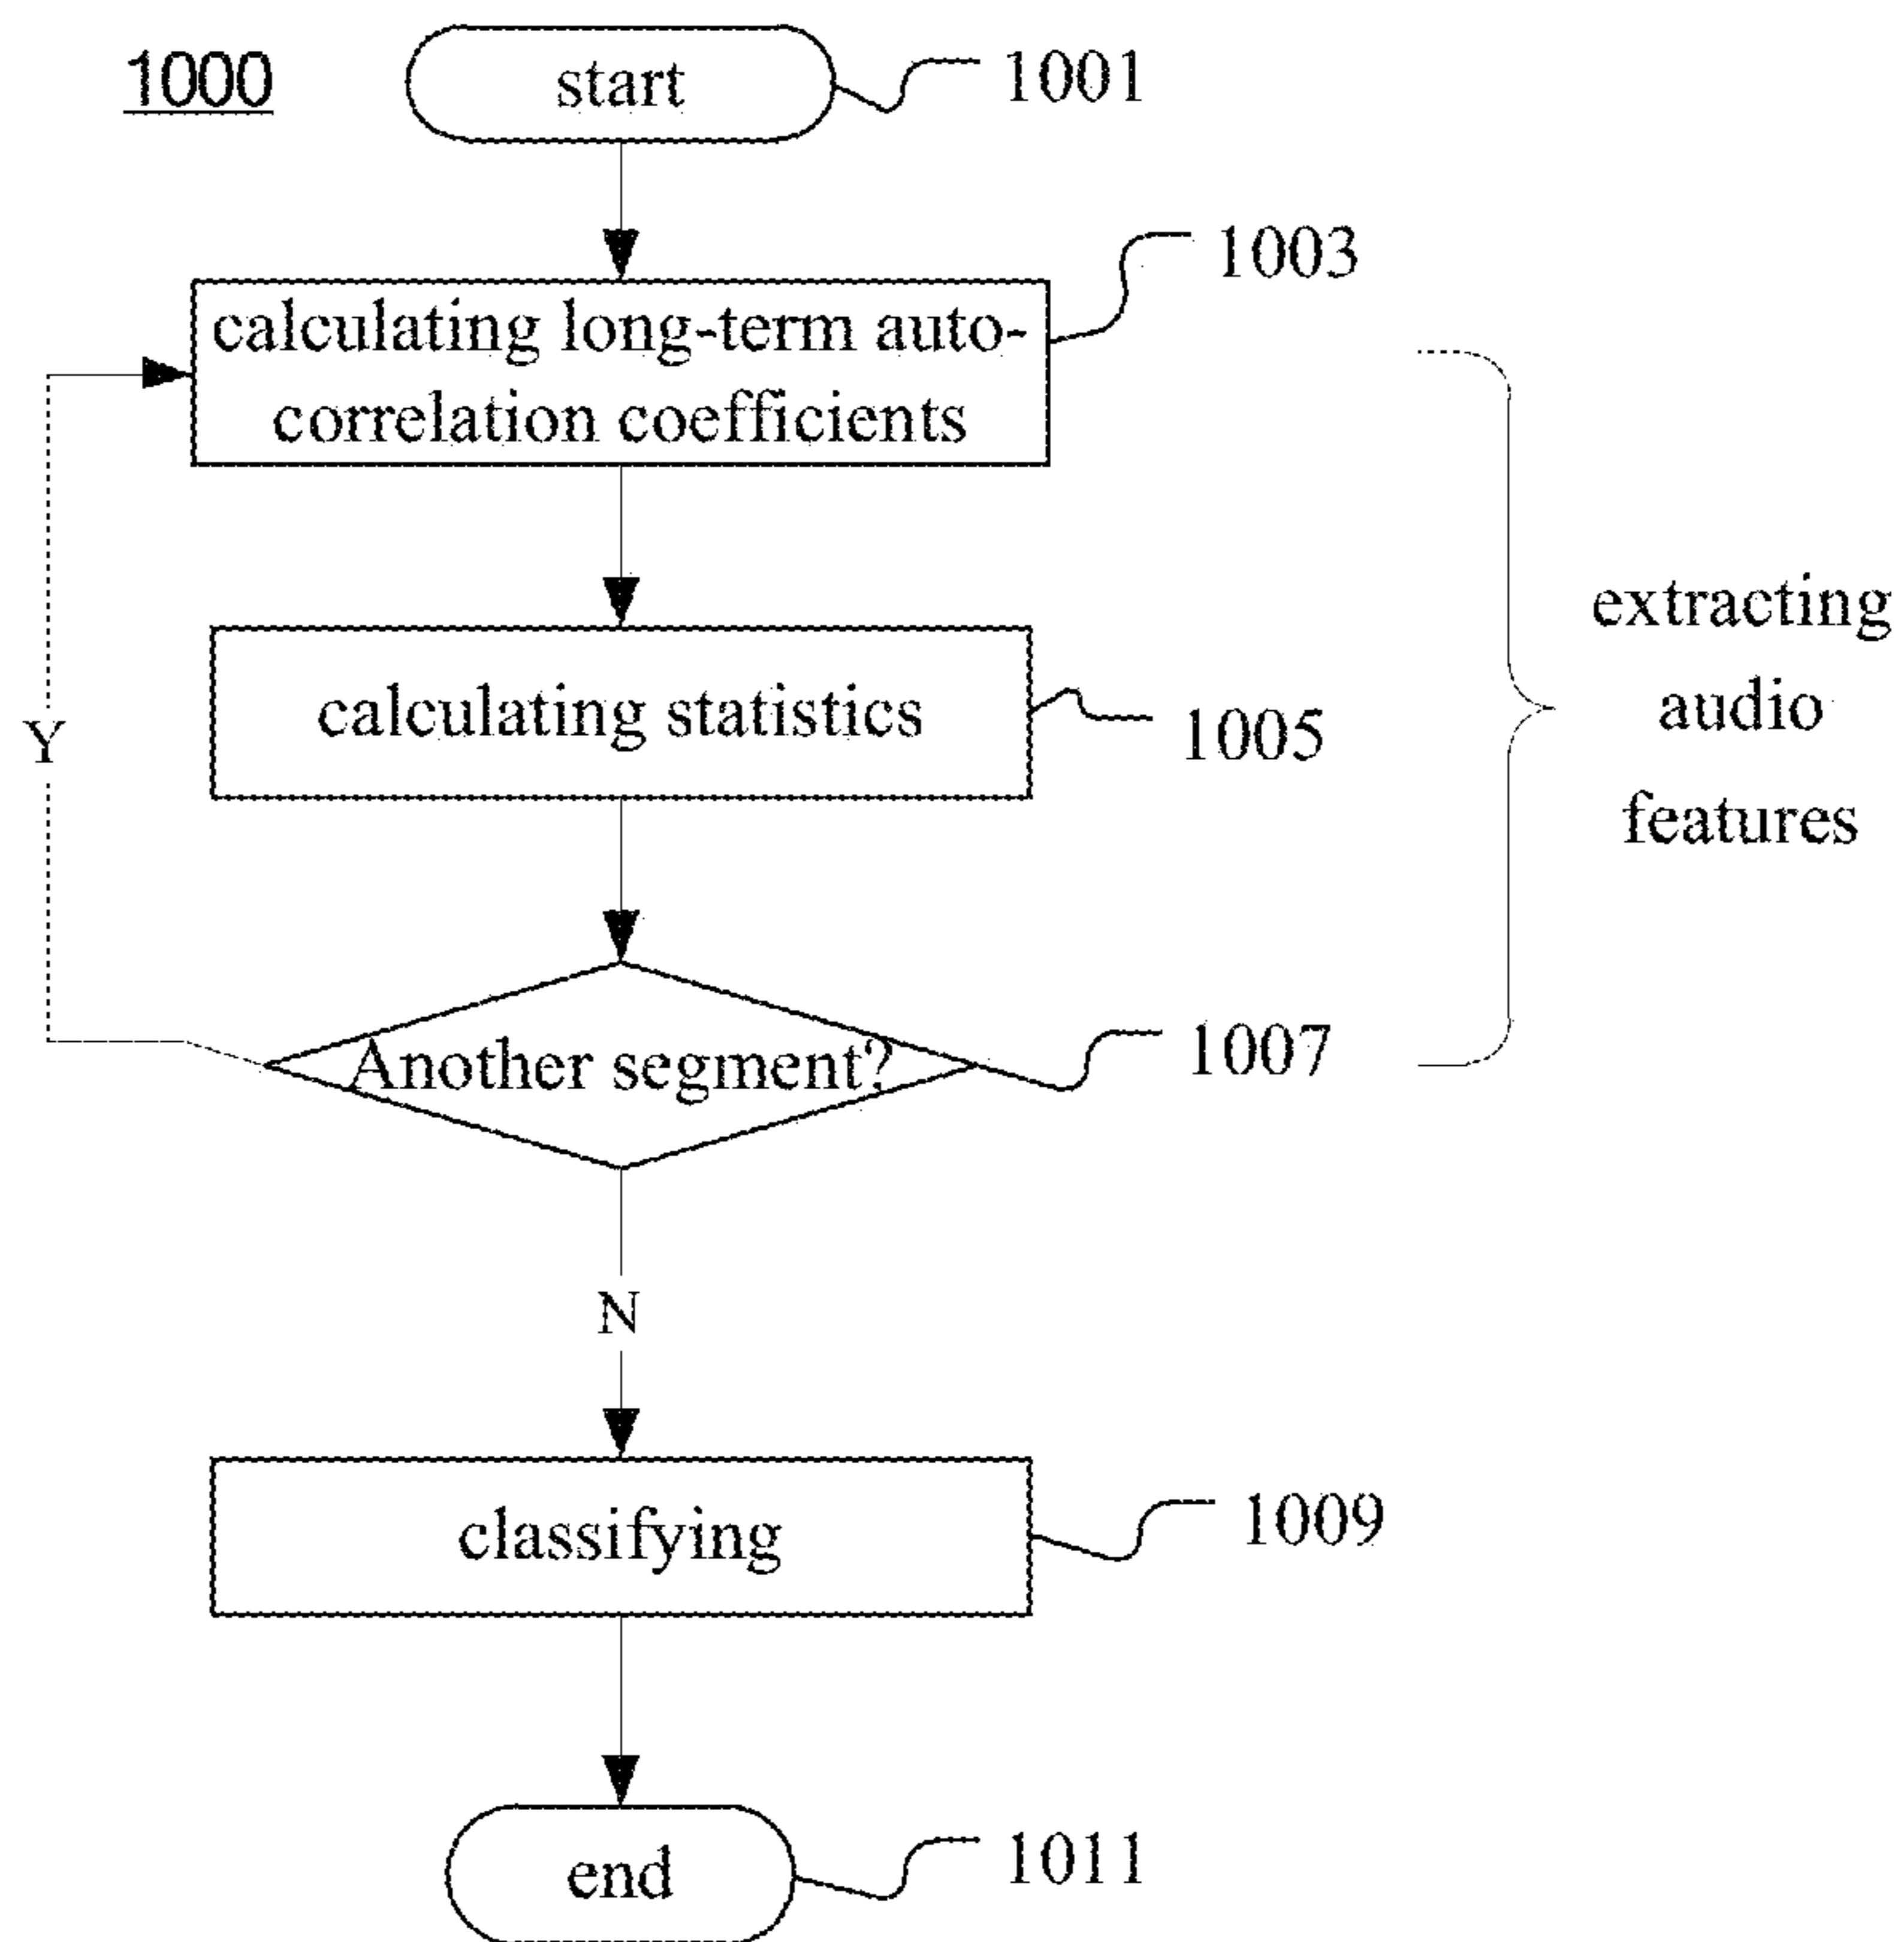 1000
start
1001
1003
calculating long-term auto-
correlation coefficients
extracting
audio
features
calculating statistics
1005
Y
Another segment?
1007
N
classifying
1009
end
1011